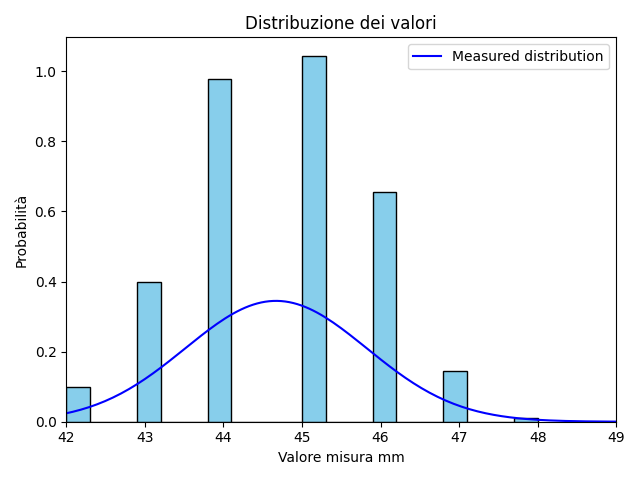 Distribuzione dei valori
Measured distribution
Probabilità
1.0
0.8
0.6
0.4
0.2
0.0
42 43 44 45 46 47 48 49
Valore misura mm